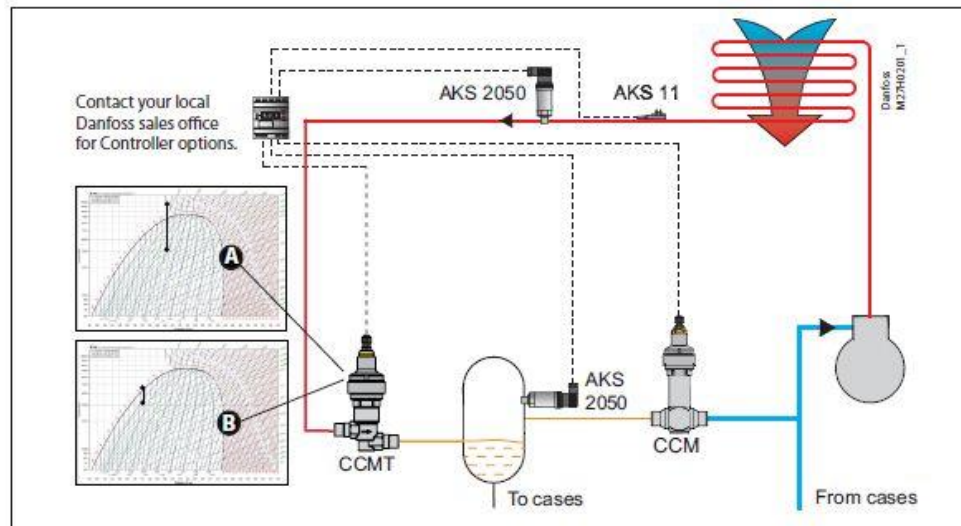 Contact your local
Danfoss sales office
for Controller options.
AKS 2050
AKS 11
Danfoss
M27H0201_1
A
B
CCMT
AKS
2050
CCM
To cases
From cases